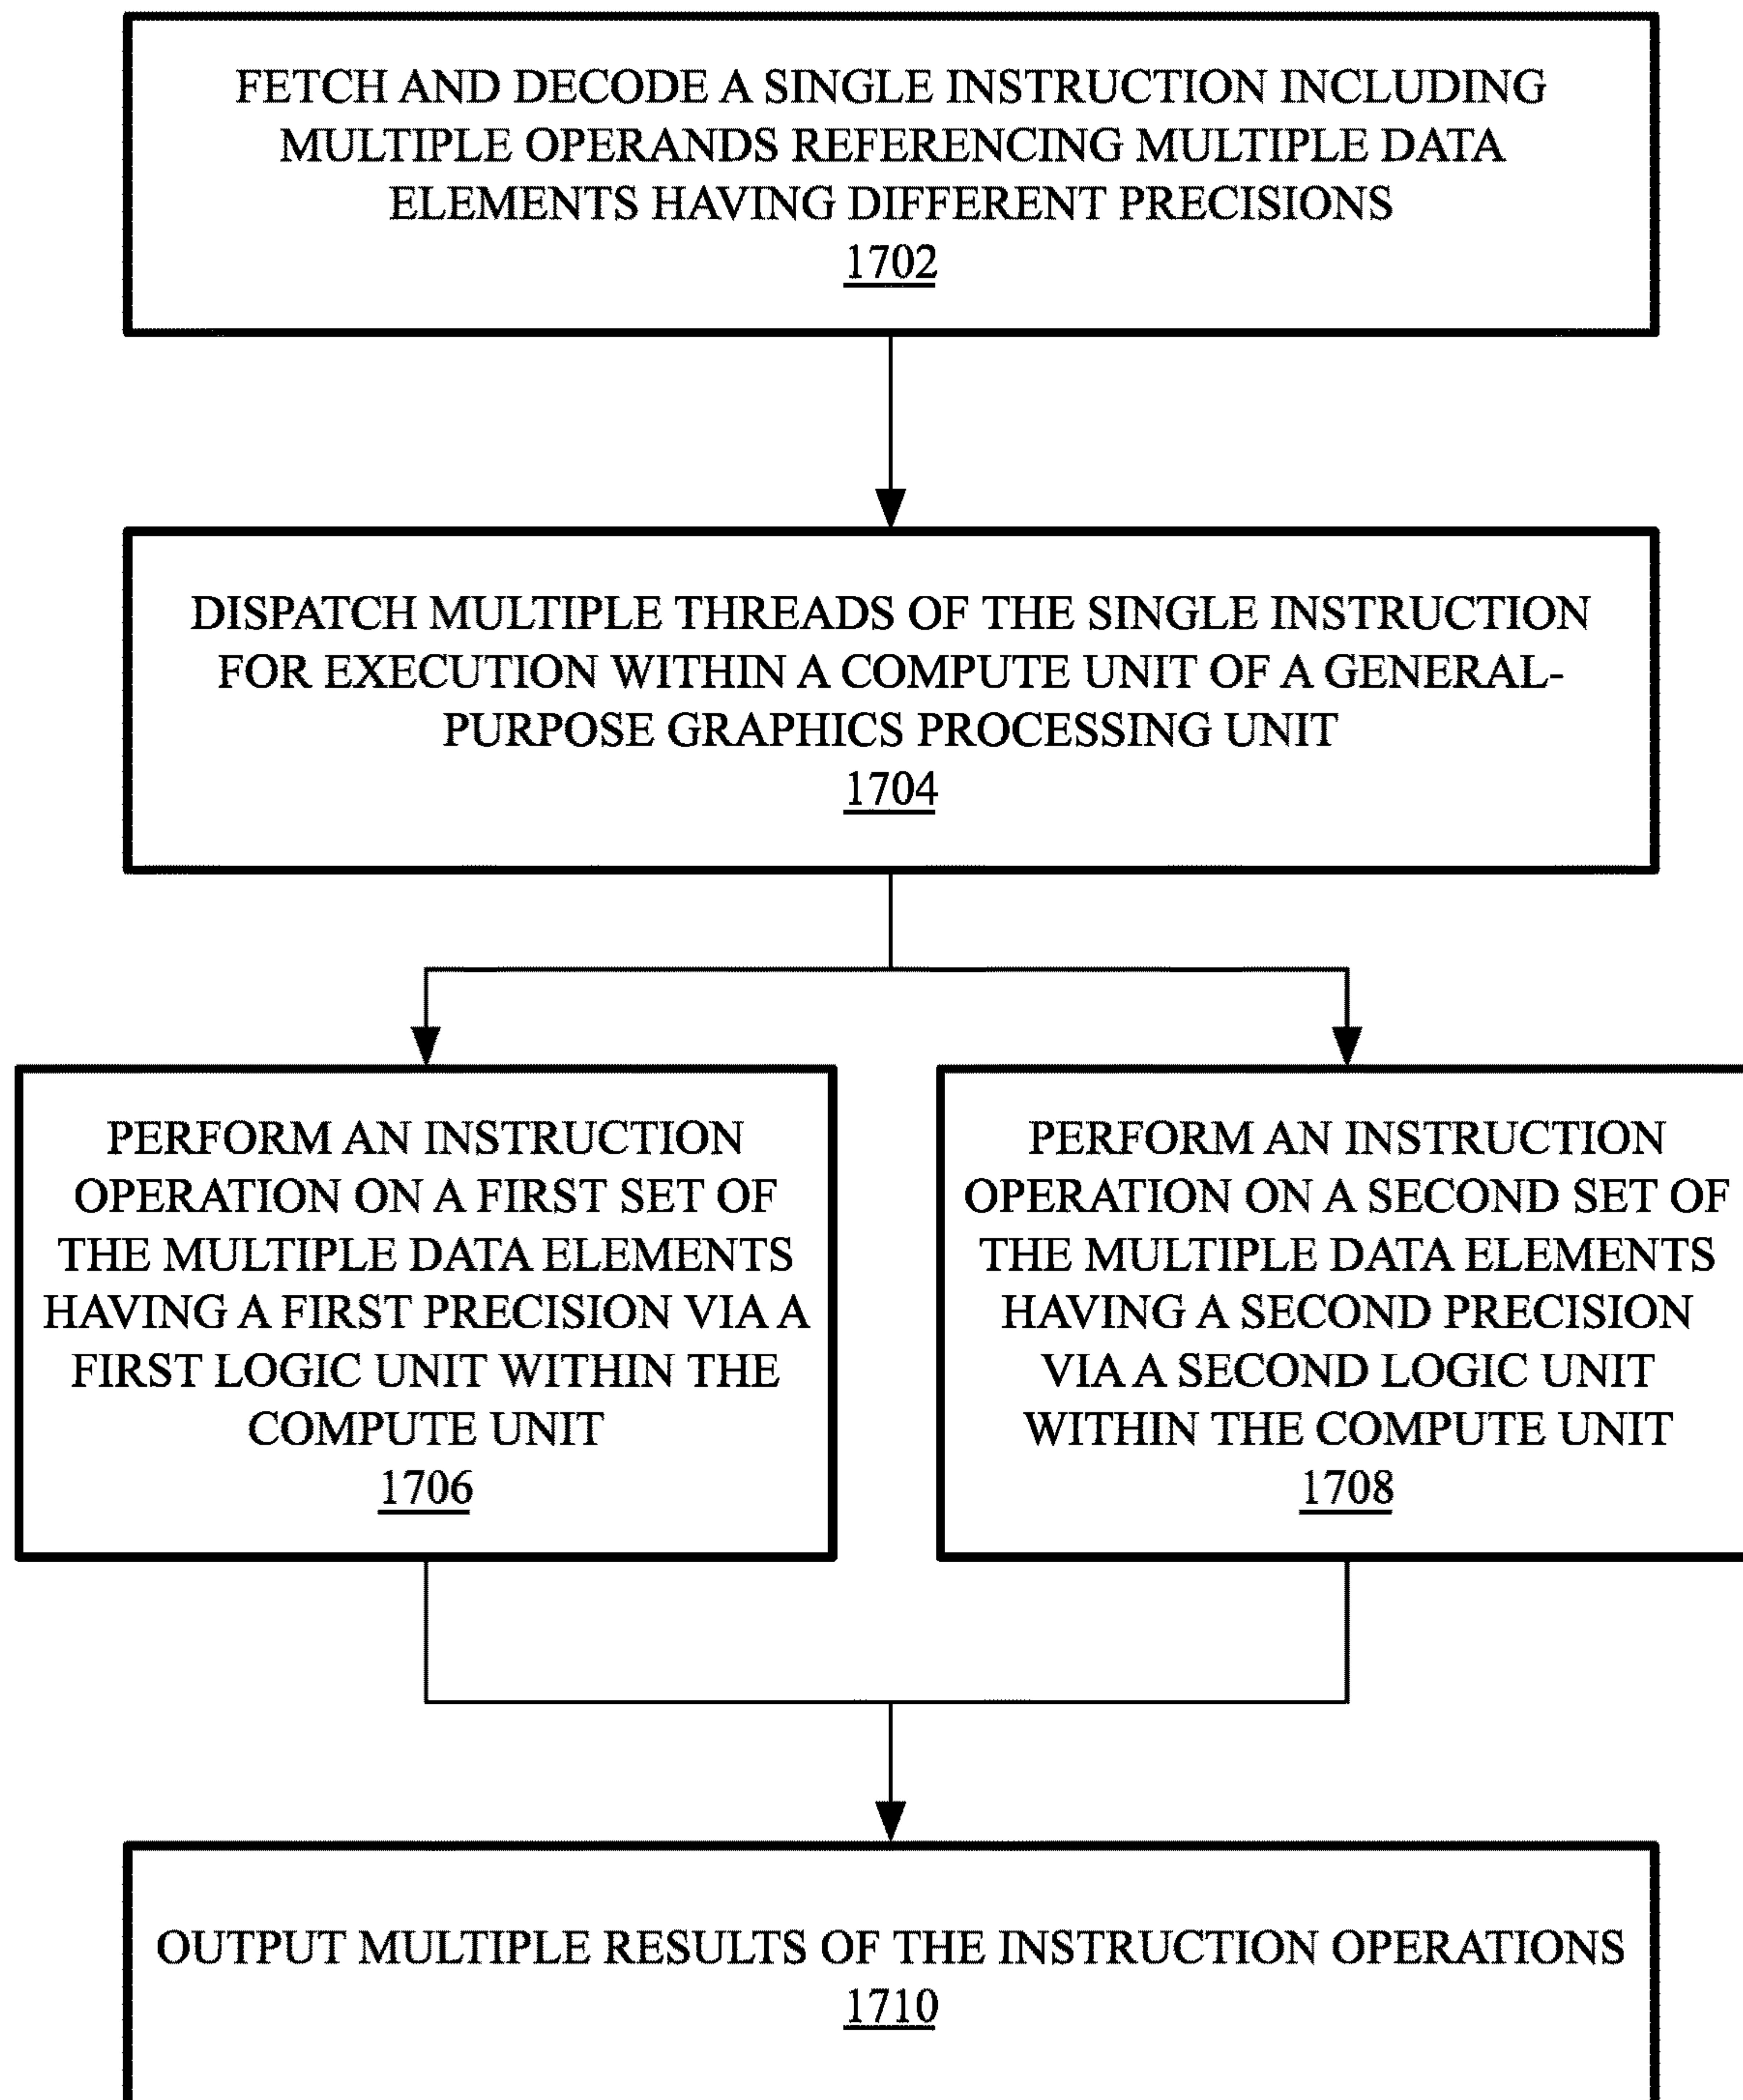 FETCH AND DECODE A SINGLE INSTRUCTION INCLUDING
MULTIPLE OPERANDS REFERENCING MULTIPLE DATA
ELEMENTS HAVING DIFFERENT PRECISIONS
1702
DISPATCH MULTIPLE THREADS OF THE SINGLE INSTRUCTION
FOR EXECUTION WITHIN A COMPUTE UNIT OF A GENERAL-
PURPOSE GRAPHICS PROCESSING UNIT
1704
PERFORM AN INSTRUCTION
OPERATION ON A FIRST SET OF
THE MULTIPLE DATA ELEMENTS
HAVING A FIRST PRECISION VIA A
FIRST LOGIC UNIT WITHIN THE
COMPUTE UNIT
1706
PERFORM AN INSTRUCTION
OPERATION ON A SECOND SET OF
THE MULTIPLE DATA ELEMENTS
HAVING A SECOND PRECISION
VIA A SECOND LOGIC UNIT
WITHIN THE COMPUTE UNIT
1708
OUTPUT MULTIPLE RESULTS OF THE INSTRUCTION OPERATIONS
1710